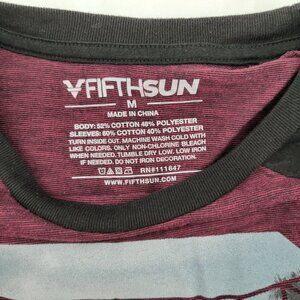 FIFTHSUN
M
MADE IN CHINA
BODY: 52% COTTON 48% POLYESTER
SLEEVES: 60% COTTON 40% POLYESTER
TURN INSIDE OUT. MACHINE WASH COLD WITH
LIKE COLORS. ONLY NON-CHLORINE BLEACH
WHEN NEEDED. TUMBLE DRY LOW. LOW IRON
IF NEEDED. DO NOT IRON DECORATION.
RN#111647
WWW.FIFTHSUN.COM